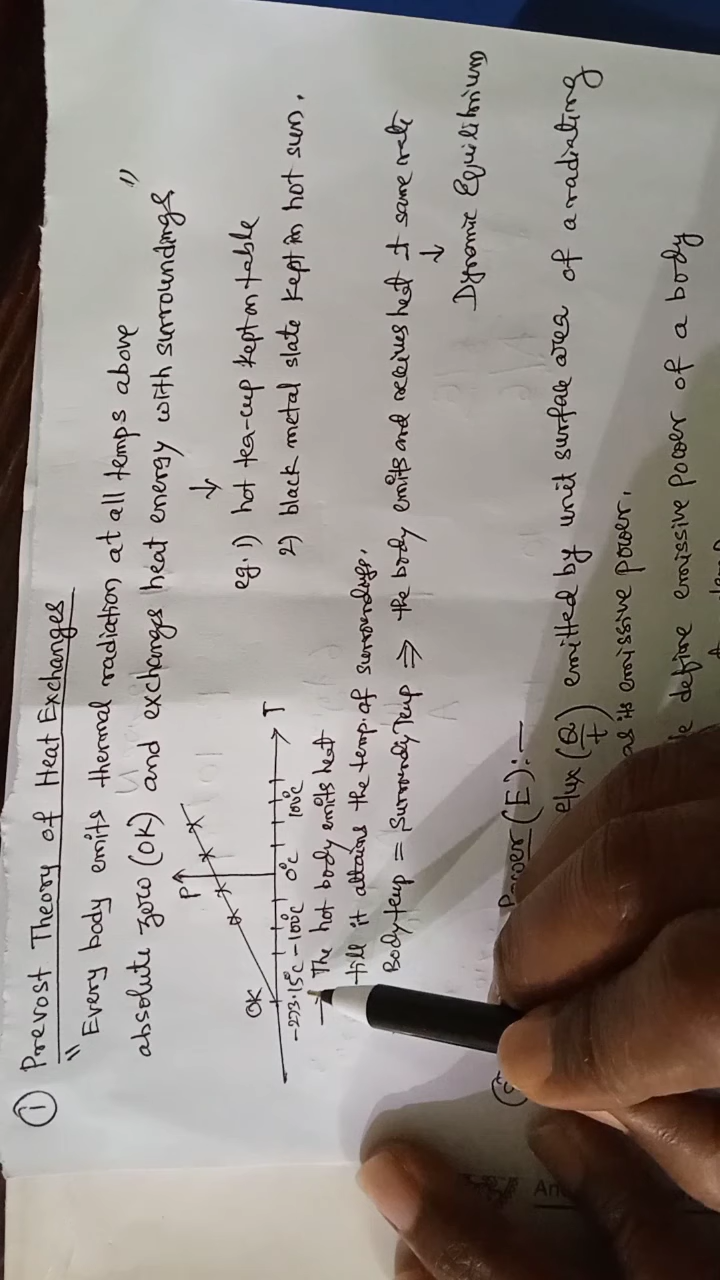 ① Prevost Theory of Heat Exchanges
"Every body emits thermal radiation at all temps above
absolute zero (0K) and exchanges heat energy with surroundings"
↓
eg. 1) hot tea-cup kept on table
2) black metal slate kept in hot sun.
P
0K
T
-273.15°C -100°C 0°C 100°C
The hot body emits heat
till it attains the temp. of surroundings.
Body temp = Surrounding Temp ⇒ the body emits and receives heat at same rate
↓
Dynamic Equilibrium
Power (E):—
flux (Q/t) emitted by unit surface area of a radiating
as its emissive power.
define emissive power of a body